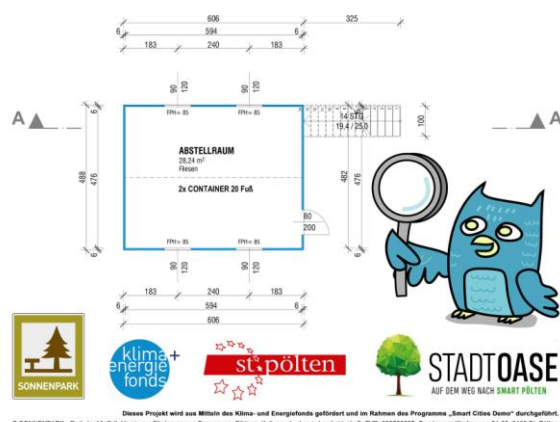 606
325
6 594 6
183 240 183
90 120 90 120
FPH = 85 FPH = 85
14 STG
19,4 / 25,0
100
A A
6 6
ABSTELLRAUM
28,24 m²
Fliesen
488 476 482 476
2x CONTAINER 20 Fuß
80
200
FPH = 85 FPH = 85
6 6
90 120 90 120
183 240 183
6 594 6
606
SONNENPARK
klima+
energie
fonds
st.pölten
STADTOASE
AUF DEM WEG NACH SMART PÖLTEN
Dieses Projekt wird aus Mitteln des Klima- und Energiefonds gefördert und im Rahmen des Programms „Smart Cities Demo" durchgeführt.